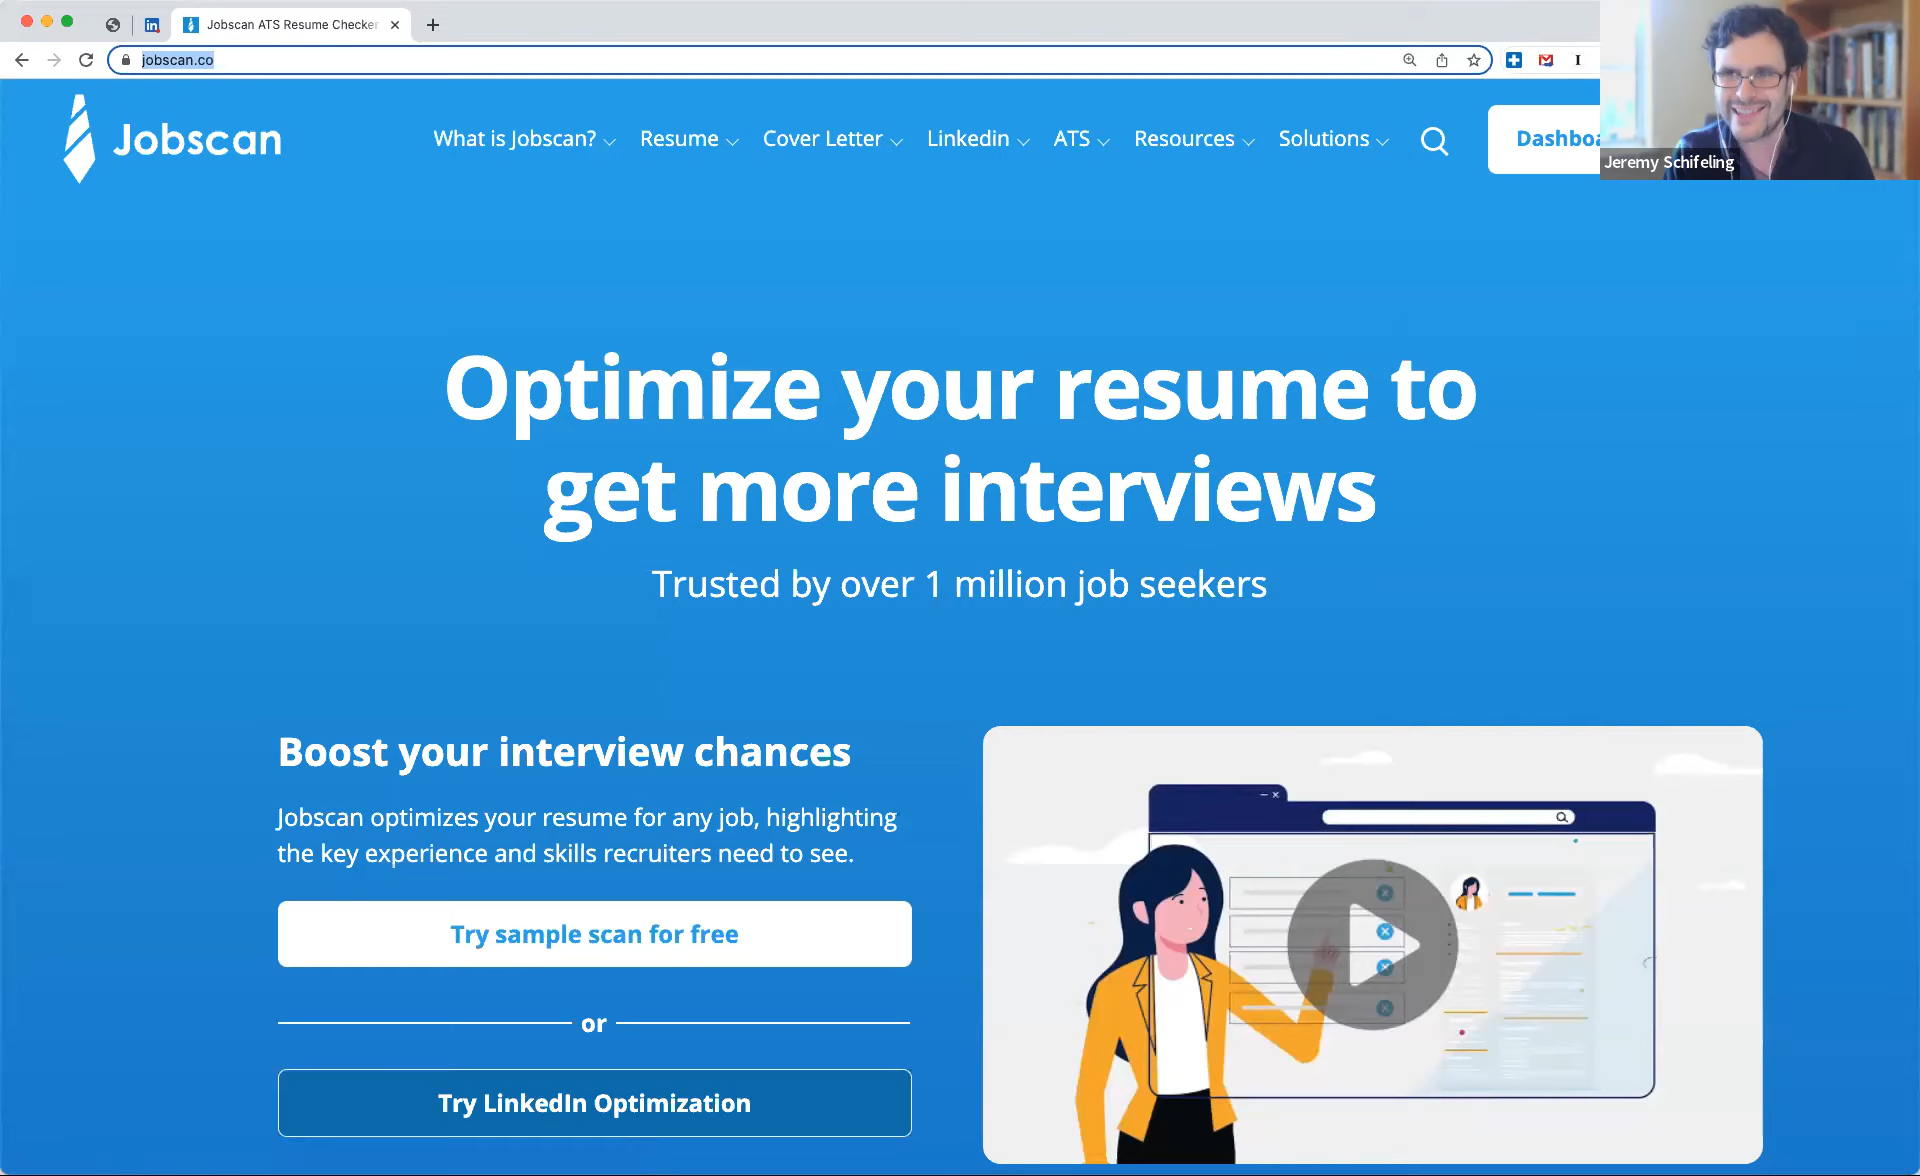 Jobscan ATS Resume Checker
jobscan.co
Jobscan
What is Jobscan?
Resume
Cover Letter
Linkedin
ATS
Resources
Solutions
Dashboa
Jeremy Schifeling
Optimize your resume to
get more interviews
Trusted by over 1 million job seekers
Boost your interview chances
Jobscan optimizes your resume for any job, highlighting
the key experience and skills recruiters need to see.
Try sample scan for free
or
Try LinkedIn Optimization